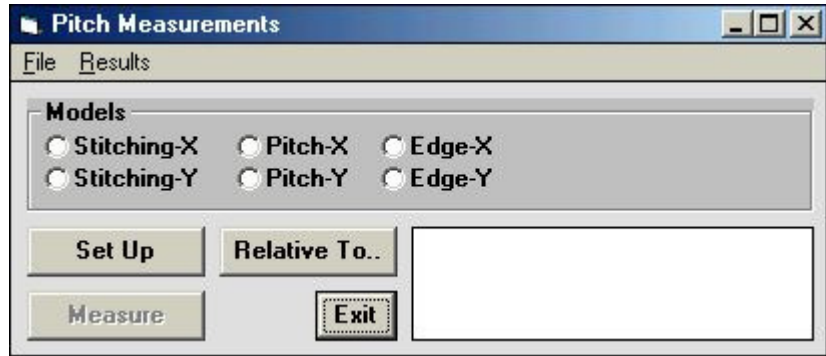 Pitch Measurements
File Results
Models
Stitching-X Pitch-X Edge-X
Stitching-Y Pitch-Y Edge-Y
Set Up Relative To..
Measure Exit